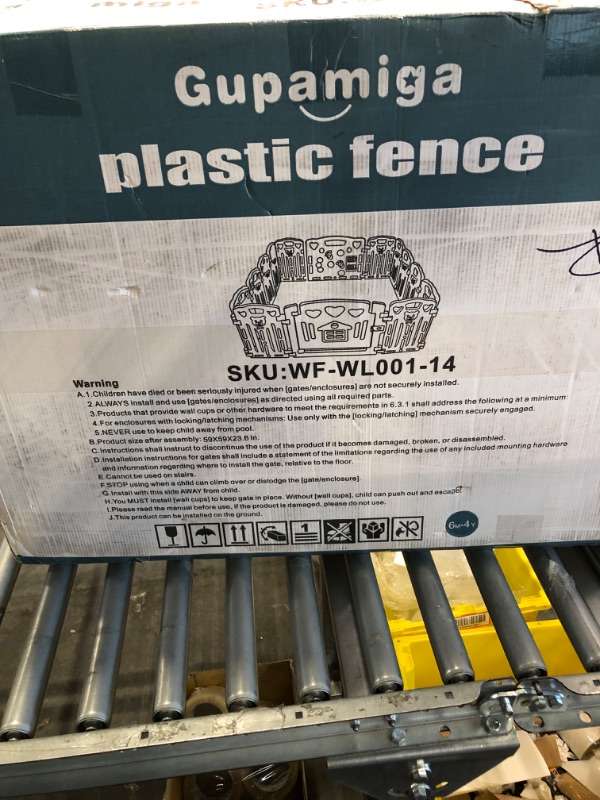 Gupamiga
plastic fence
SKU:WF-WL001-14
Warning
A.1.Children have died or been seriously injured when [gates/enclosures] are not securely installed.
2.ALWAYS install and use [gates/enclosures] as directed using all required parts.
3.Products that provide wall cups or other hardware to meet the requirements in 6.3.1 shall address the following at a minimum:
4.For enclosures with locking/latching mechanisms: Use only with the [locking/latching] mechanism securely engaged.
5.NEVER use to keep child away from pool.
B.Product size after assembly: 59X59X23.6 in.
C.Instructions shall instruct to discontinue the use of the product if it becomes damaged, broken, or disassembled.
D.Installation instructions for gates shall include a statement of the limitations regarding the use of any included mounting hardware
and information regarding where to install the gate, relative to the floor.
E.Cannot be used on stairs.
F.STOP using when a child can climb over or dislodge the [gate/enclosure].
G.Install with this side AWAY from child.
H.You MUST install [wall cups] to keep gate in place. Without [wall cups], child can push out and escape.
I.Please read the manual before use, if the product is damaged, please do not use.
J.This product can be installed on the ground.
1
6M-4Y